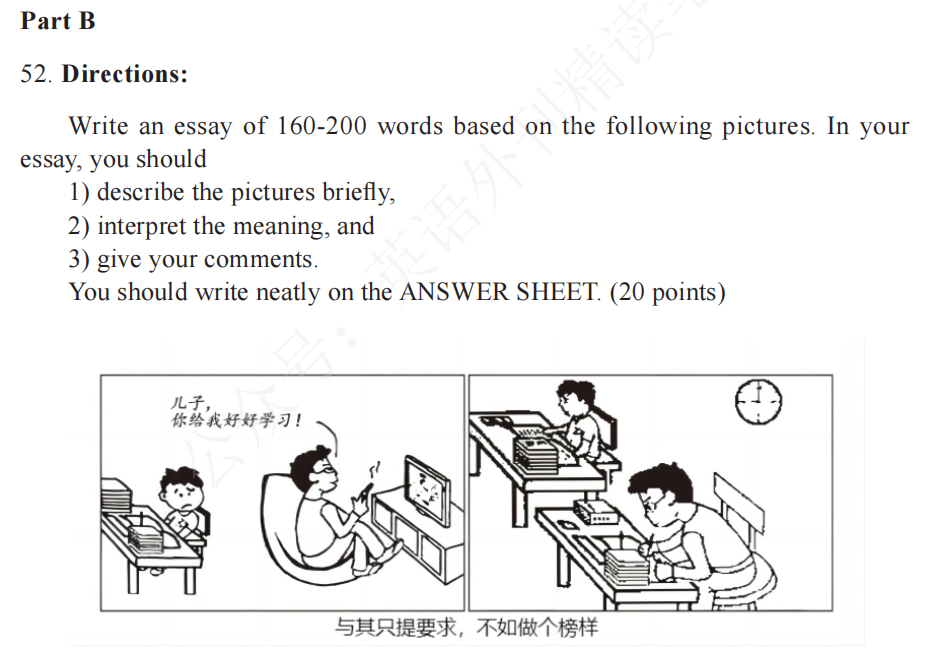 Part B
52. Directions:
Write an essay of 160-200 words based on the following pictures. In your
essay, you should
1) describe the pictures briefly,
2) interpret the meaning, and
3) give your comments.
You should write neatly on the ANSWER SHEET. (20 points)
儿子，
你给我好好学习！
与其只提要求，不如做个榜样
公众号：英语外刊精读